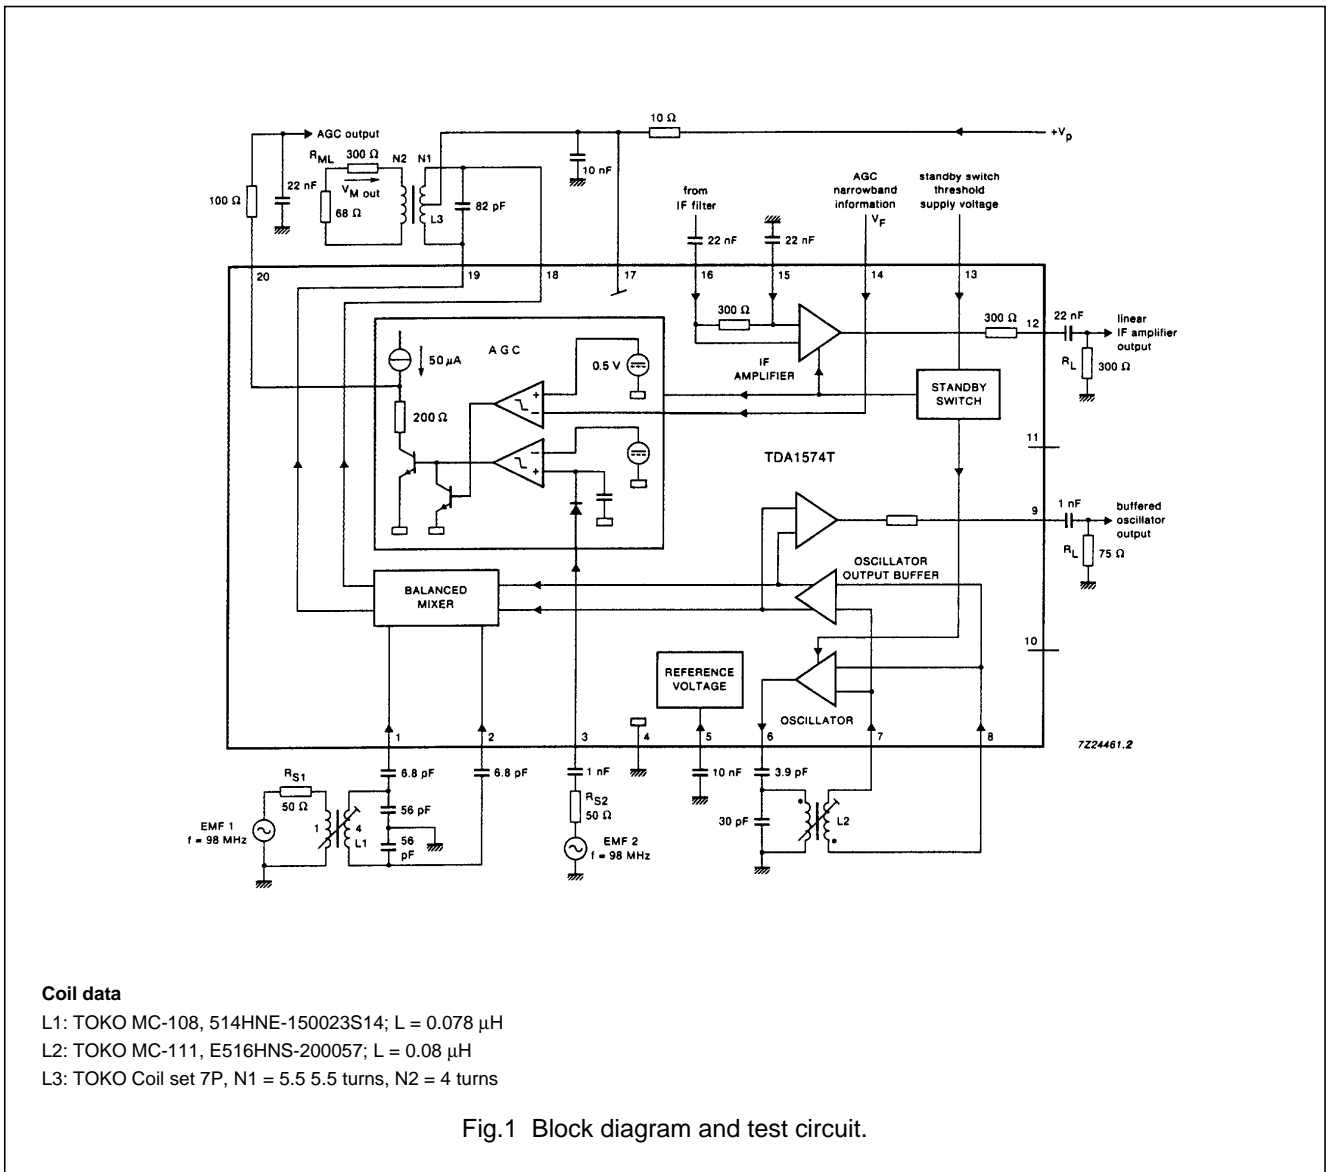 AGC output
10 Ω
+Vp
RML
300 Ω
N2
N1
22 nF
VM out
100 Ω
68 Ω
L3
82 pF
10 nF
from
IF filter
AGC
narrowband
information
VF
standby switch
threshold
supply voltage
22 nF
22 nF
20
19
18
17
16
15
14
13
300 Ω
300 Ω
12
22 nF
linear
IF amplifier
output
RL
300 Ω
AGC
50 μA
0.5 V
IF
AMPLIFIER
STANDBY
SWITCH
200 Ω
+
−
−
+
TDA1574T
11
9
1 nF
buffered
oscillator
output
RL
75 Ω
OSCILLATOR
OUTPUT BUFFER
BALANCED
MIXER
10
REFERENCE
VOLTAGE
OSCILLATOR
1
2
3
4
5
6
7
8
7Z24461.2
RS1
50 Ω
6.8 pF
6.8 pF
1 nF
10 nF
3.9 pF
EMF 1
f = 98 MHz
1
4
L1
56 pF
56
pF
RS2
50 Ω
EMF 2
f = 98 MHz
30 pF
L2
Coil data
L1: TOKO MC-108, 514HNE-150023S14; L = 0.078 μH
L2: TOKO MC-111, E516HNS-200057; L = 0.08 μH
L3: TOKO Coil set 7P, N1 = 5.5 5.5 turns, N2 = 4 turns
Fig.1 Block diagram and test circuit.